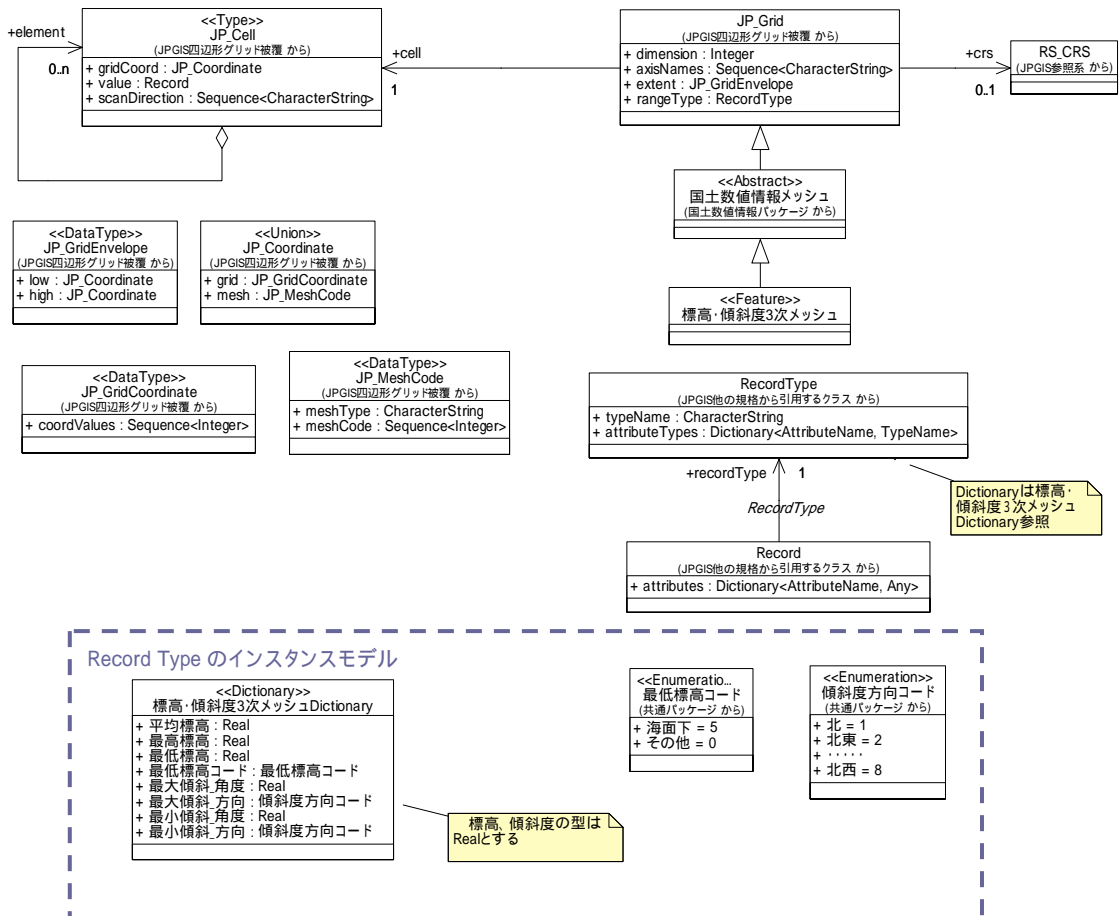 +element
0..n
<<Type>>
JP_Cell
(JPGIS四辺形グリッド被覆 から)
+ gridCoord : JP_Coordinate
+ value : Record
+ scanDirection : Sequence<CharacterString>
+cell
1
JP_Grid
(JPGIS四辺形グリッド被覆 から)
+ dimension : Integer
+ axisNames : Sequence<CharacterString>
+ extent : JP_GridEnvelope
+ rangeType : RecordType
+crs
0..1
RS_CRS
(JPGIS参照系 から)
<<Abstract>>
国土数値情報メッシュ
(国土数値情報パッケージ から)
<<DataType>>
JP_GridEnvelope
(JPGIS四辺形グリッド被覆 から)
+ low : JP_Coordinate
+ high : JP_Coordinate
<<Union>>
JP_Coordinate
(JPGIS四辺形グリッド被覆 から)
+ grid : JP_GridCoordinate
+ mesh : JP_MeshCode
<<Feature>>
標高・傾斜度3次メッシュ
<<DataType>>
JP_GridCoordinate
(JPGIS四辺形グリッド被覆 から)
+ coordValues : Sequence<Integer>
<<DataType>>
JP_MeshCode
(JPGIS四辺形グリッド被覆 から)
+ meshType : CharacterString
+ meshCode : Sequence<Integer>
RecordType
(JPGIS他の規格から引用するクラス から)
+ typeName : CharacterString
+ attributeTypes : Dictionary<AttributeName, TypeName>
+recordType
1
RecordType
Dictionaryは標高・
傾斜度3次メッシュ
Dictionary参照
Record
(JPGIS他の規格から引用するクラス から)
+ attributes : Dictionary<AttributeName, Any>
Record Type のインスタンスモデル
<<Dictionary>>
標高・傾斜度3次メッシュDictionary
+ 平均標高 : Real
+ 最高標高 : Real
+ 最低標高 : Real
+ 最低標高コード : 最低標高コード
+ 最大傾斜_角度 : Real
+ 最大傾斜_方向 : 傾斜度方向コード
+ 最小傾斜_角度 : Real
+ 最小傾斜_方向 : 傾斜度方向コード
標高、傾斜度の型は
Realとする
<<Enumeratio...
最低標高コード
(共通パッケージ から)
+ 海面下 = 5
+ その他 = 0
<<Enumeration>>
傾斜度方向コード
(共通パッケージ から)
+ 北 = 1
+ 北東 = 2
+ ・・・・・
+ 北西 = 8